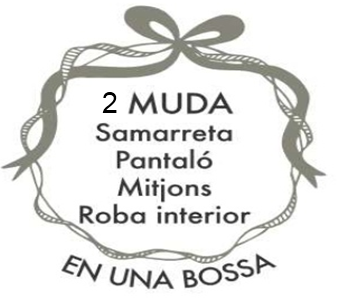 2 MUDA
Samarreta
Pantaló
Mitjons
Roba interior
EN UNA BOSSA